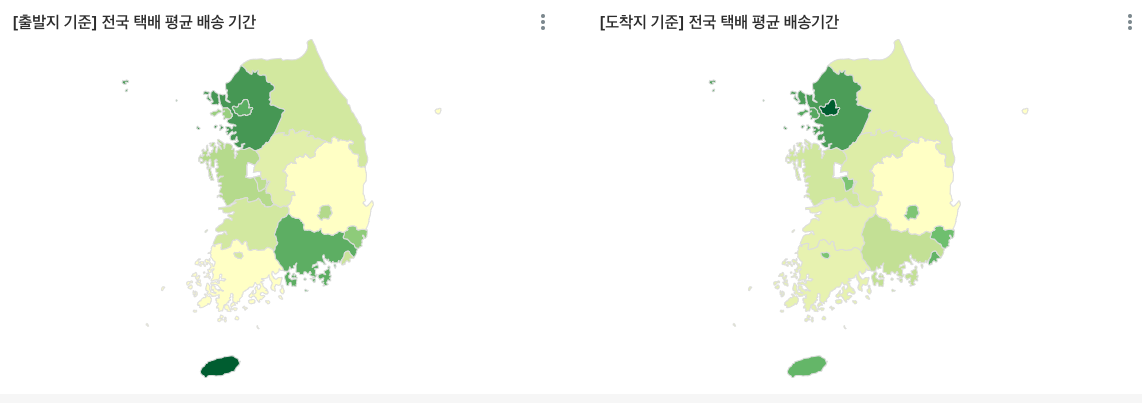 [출발지 기준] 전국 택배 평균 배송 기간
[도착지 기준] 전국 택배 평균 배송기간